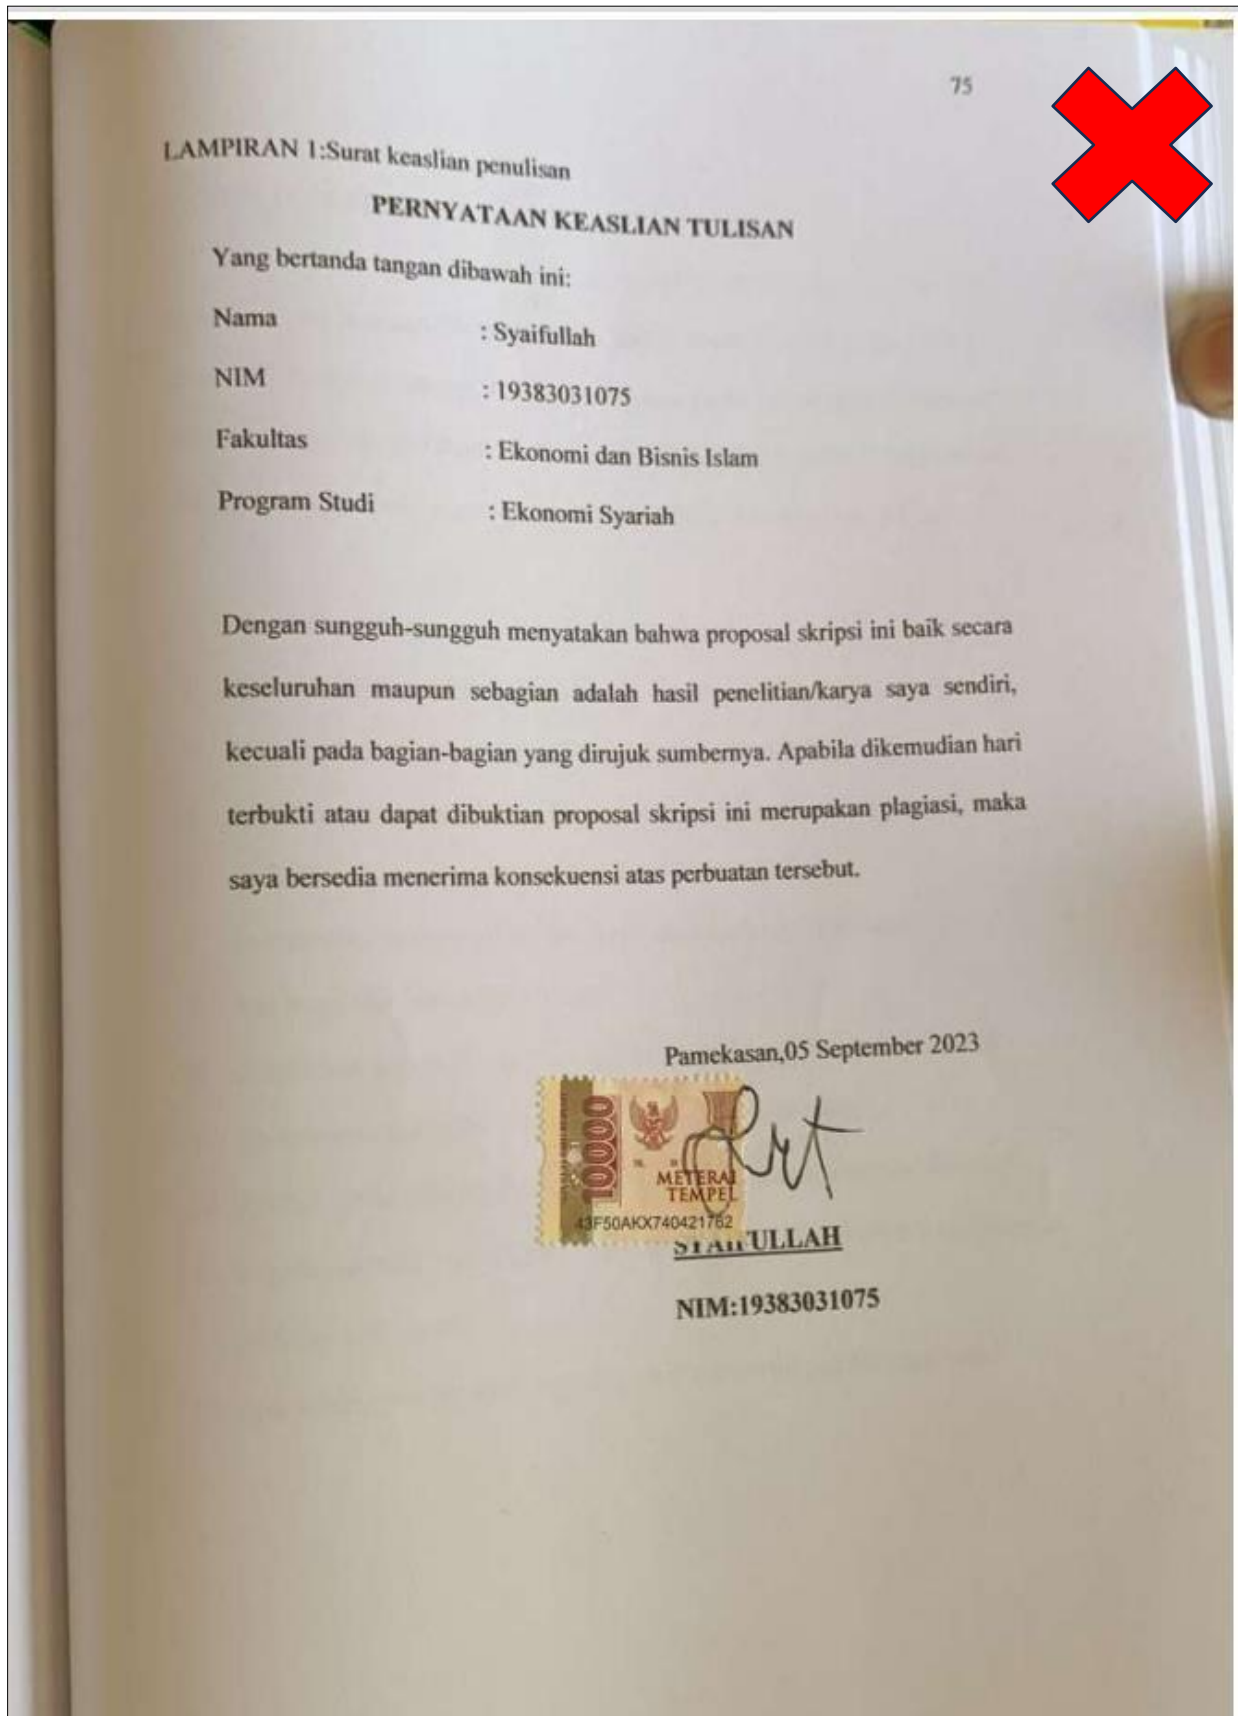 75
LAMPIRAN 1:Surat keaslian penulisan
PERNYATAAN KEASLIAN TULISAN
Yang bertanda tangan dibawah ini:
Nama : Syaifullah
NIM : 19383031075
Fakultas : Ekonomi dan Bisnis Islam
Program Studi : Ekonomi Syariah
Dengan sungguh-sungguh menyatakan bahwa proposal skripsi ini baik secara
keseluruhan maupun sebagian adalah hasil penelitian/karya saya sendiri,
kecuali pada bagian-bagian yang dirujuk sumbernya. Apabila dikemudian hari
terbukti atau dapat dibuktian proposal skripsi ini merupakan plagiasi, maka
saya bersedia menerima konsekuensi atas perbuatan tersebut.
Pamekasan,05 September 2023
10000
METERAI
TEMPEL
43F50AKX740421762
SYAIFULLAH
NIM:19383031075